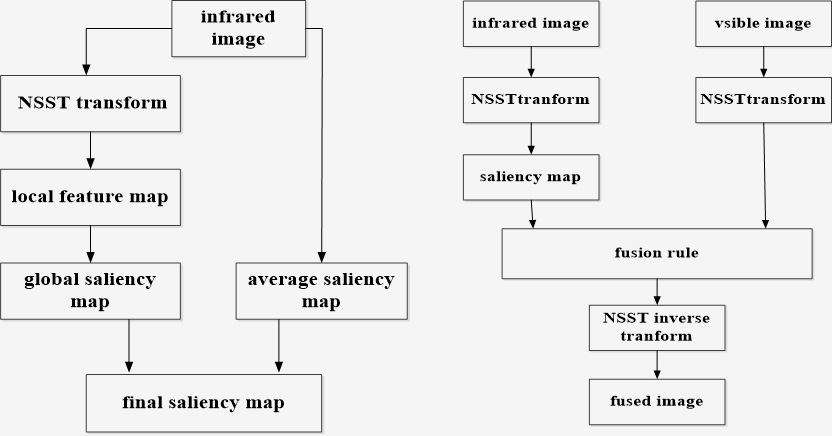 infrared
image
NSST transform
local feature map
global saliency
map
average saliency
map
final saliency map
infrared image
vsible image
NSSTtranform
NSSTtransform
saliency map
fusion rule
NSST inverse
tranform
fused image